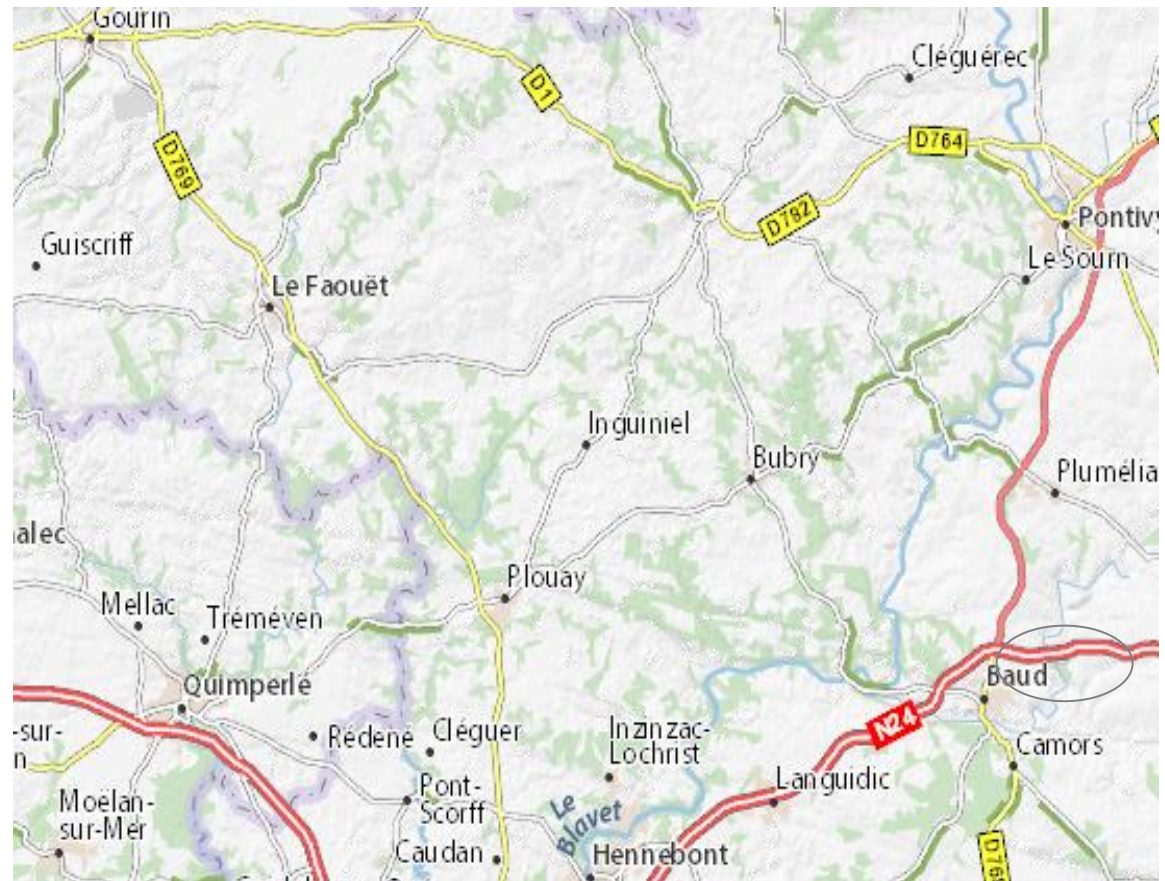 Gourin
Cléguérec
D1
D764
D769
D782
Pontivy
Guiscriff
Le Sourn
Le Faouët
Inguiniel
Bubry
Plumélia
alec
Plouay
Mellac
Tréméven
Baud
Quimperlé
N24
-sur-
n
Rédené
Cléguer
Inzinzac-
Lochrist
Camors
Languidic
Moëlan-
sur-Mer
Pont-
Scorff
Le
Blavet
Caudan
Hennebont
D76